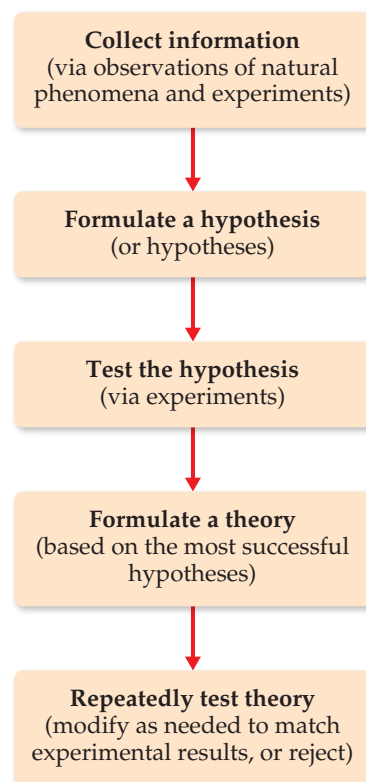 Collect information
(via observations of natural
phenomena and experiments)
Formulate a hypothesis
(or hypotheses)
Test the hypothesis
(via experiments)
Formulate a theory
(based on the most successful
hypotheses)
Repeatedly test theory
(modify as needed to match
experimental results, or reject)